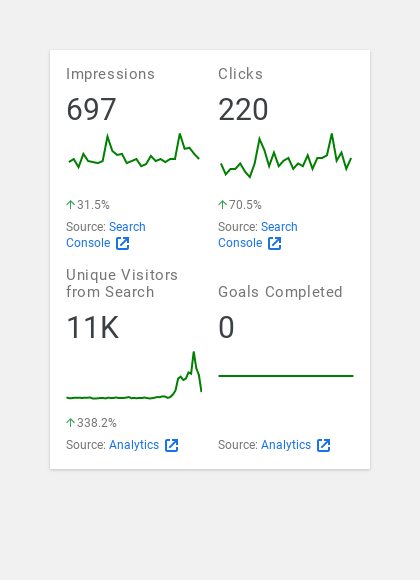 Impressions
697
31.5%
Source: Search
Console
Clicks
220
70.5%
Source: Search
Console
Unique Visitors
from Search
11K
338.2%
Source: Analytics
Goals Completed
0
Source: Analytics